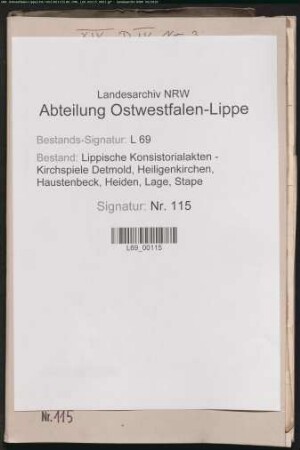 Landesarchiv NRW
Abteilung Ostwestfalen-Lippe
Bestands-Signatur: L 69
Bestand: Lippische Konsistorialakten -
Kirchspiele Detmold, Heiligenkirchen,
Haustenbeck, Heiden, Lage, Stape
Signatur: Nr. 115
L69_00115
Nr. 115